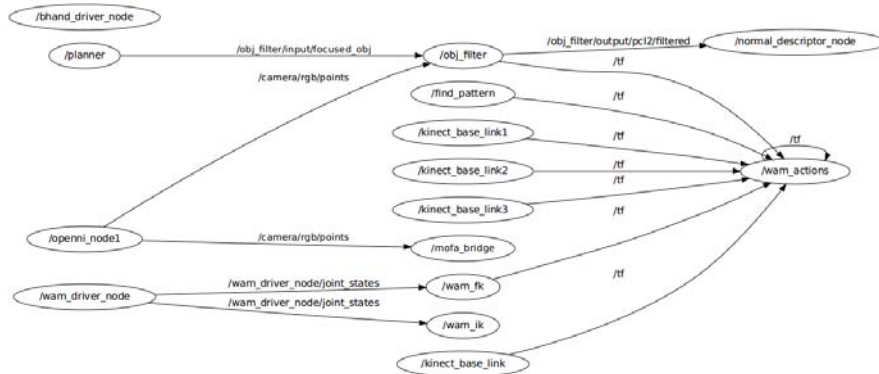 /bhand_driver_node
/planner
/obj_filter/input/focused_obj
/obj_filter
/obj_filter/output/pcl2/filtered
/normal_descriptor_node
/camera/rgb/points
/tf
/find_pattern
/tf
/kinect_base_link1
/tf
/tf
/kinect_base_link2
/tf
/wam_actions
/tf
/kinect_base_link3
/tf
/openni_node1
/camera/rgb/points
/mofa_bridge
/wam_driver_node
/wam_driver_node/joint_states
/wam_driver_node/joint_states
/wam_fk
/tf
/wam_ik
/kinect_base_link